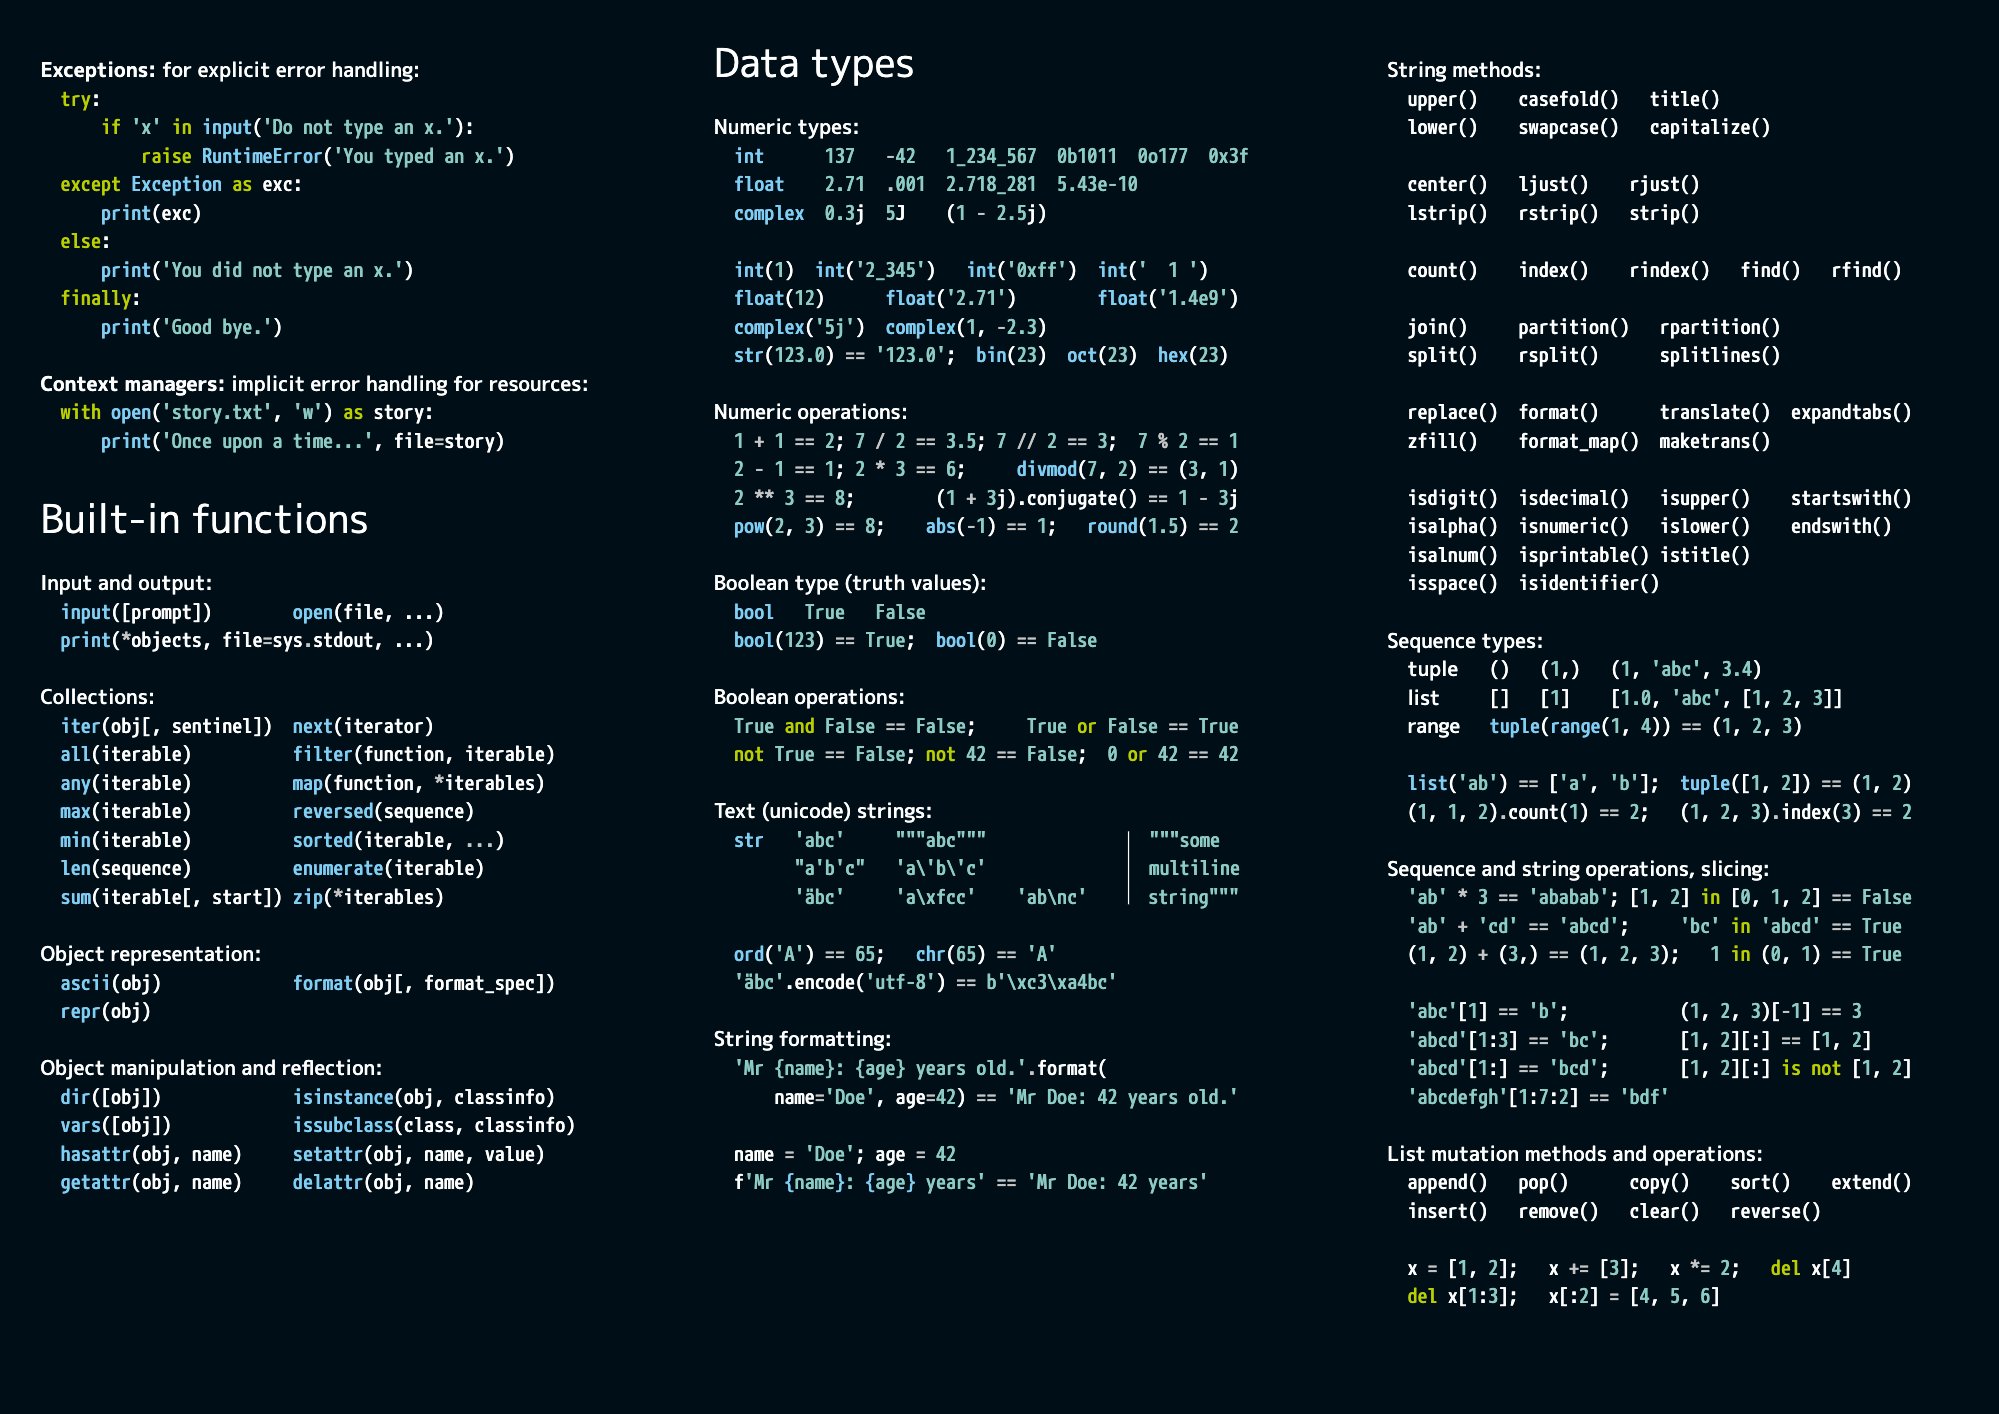 Exceptions: for explicit error handling:
try:
    if 'x' in input('Do not type an x.'):
        raise RuntimeError('You typed an x.')
except Exception as exc:
    print(exc)
else:
    print('You did not type an x.')
finally:
    print('Good bye.')
Context managers: implicit error handling for resources:
with open('story.txt', 'w') as story:
    print('Once upon a time...', file=story)
Built-in functions
Input and output:
input([prompt])        open(file, ...)
print(*objects, file=sys.stdout, ...)
Collections:
iter(obj[, sentinel])  next(iterator)
all(iterable)          filter(function, iterable)
any(iterable)          map(function, *iterables)
max(iterable)          reversed(sequence)
min(iterable)          sorted(iterable, ...)
len(sequence)          enumerate(iterable)
sum(iterable[, start]) zip(*iterables)
Object representation:
ascii(obj)             format(obj[, format_spec])
repr(obj)
Object manipulation and reflection:
dir([obj])             isinstance(obj, classinfo)
vars([obj])            issubclass(class, classinfo)
hasattr(obj, name)     setattr(obj, name, value)
getattr(obj, name)     delattr(obj, name)
Data types
Numeric types:
int      137   -42   1_234_567  0b1011  0o177  0x3f
float    2.71  .001  2.718_281  5.43e-10
complex  0.3j  5J    (1 - 2.5j)
int(1)  int('2_345')   int('0xff')  int('  1 ')
float(12)      float('2.71')        float('1.4e9')
complex('5j')  complex(1, -2.3)
str(123.0) == '123.0';  bin(23)  oct(23)  hex(23)
Numeric operations:
1 + 1 == 2; 7 / 2 == 3.5; 7 // 2 == 3;  7 % 2 == 1
2 - 1 == 1; 2 * 3 == 6;     divmod(7, 2) == (3, 1)
2 ** 3 == 8;        (1 + 3j).conjugate() == 1 - 3j
pow(2, 3) == 8;    abs(-1) == 1;   round(1.5) == 2
Boolean type (truth values):
bool   True   False
bool(123) == True;  bool(0) == False
Boolean operations:
True and False == False;     True or False == True
not True == False; not 42 == False;  0 or 42 == 42
Text (unicode) strings:
str   'abc'     """abc"""              """some
      "a'b'c"   'a\'b\'c'                multiline
      'äbc'     'a\xfcc'    'ab\nc'      string"""
ord('A') == 65;   chr(65) == 'A'
'äbc'.encode('utf-8') == b'\xc3\xa4bc'
String formatting:
'Mr {name}: {age} years old.'.format(
    name='Doe', age=42) == 'Mr Doe: 42 years old.'
name = 'Doe'; age = 42
f'Mr {name}: {age} years' == 'Mr Doe: 42 years'
String methods:
upper()    casefold()   title()
lower()    swapcase()   capitalize()
center()   ljust()    rjust()
lstrip()   rstrip()   strip()
count()    index()    rindex()   find()   rfind()
join()     partition()   rpartition()
split()    rsplit()      splitlines()
replace()  format()      translate()  expandtabs()
zfill()    format_map()  maketrans()
isdigit()  isdecimal()   isupper()    startswith()
isalpha()  isnumeric()   islower()    endswith()
isalnum()  isprintable() istitle()
isspace()  isidentifier()
Sequence types:
tuple   ()   (1,)   (1, 'abc', 3.4)
list    []   [1]    [1.0, 'abc', [1, 2, 3]]
range   tuple(range(1, 4)) == (1, 2, 3)
list('ab') == ['a', 'b'];  tuple([1, 2]) == (1, 2)
(1, 1, 2).count(1) == 2;   (1, 2, 3).index(3) == 2
Sequence and string operations, slicing:
'ab' * 3 == 'ababab'; [1, 2] in [0, 1, 2] == False
'ab' + 'cd' == 'abcd';     'bc' in 'abcd' == True
(1, 2) + (3,) == (1, 2, 3);   1 in (0, 1) == True
'abc'[1] == 'b';           (1, 2, 3)[-1] == 3
'abcd'[1:3] == 'bc';       [1, 2][:] == [1, 2]
'abcd'[1:] == 'bcd';       [1, 2][:] is not [1, 2]
'abcdefgh'[1:7:2] == 'bdf'
List mutation methods and operations:
append()   pop()      copy()    sort()    extend()
insert()   remove()   clear()   reverse()
x = [1, 2];   x += [3];   x *= 2;   del x[4]
del x[1:3];   x[:2] = [4, 5, 6]